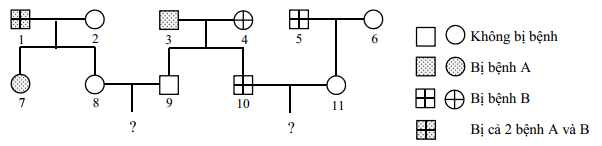 1 2 3 4 5 6
Không bị bệnh
Bị bệnh A
7 8 9 10 11
Bị bệnh B
? ?
Bị cả 2 bệnh A và B